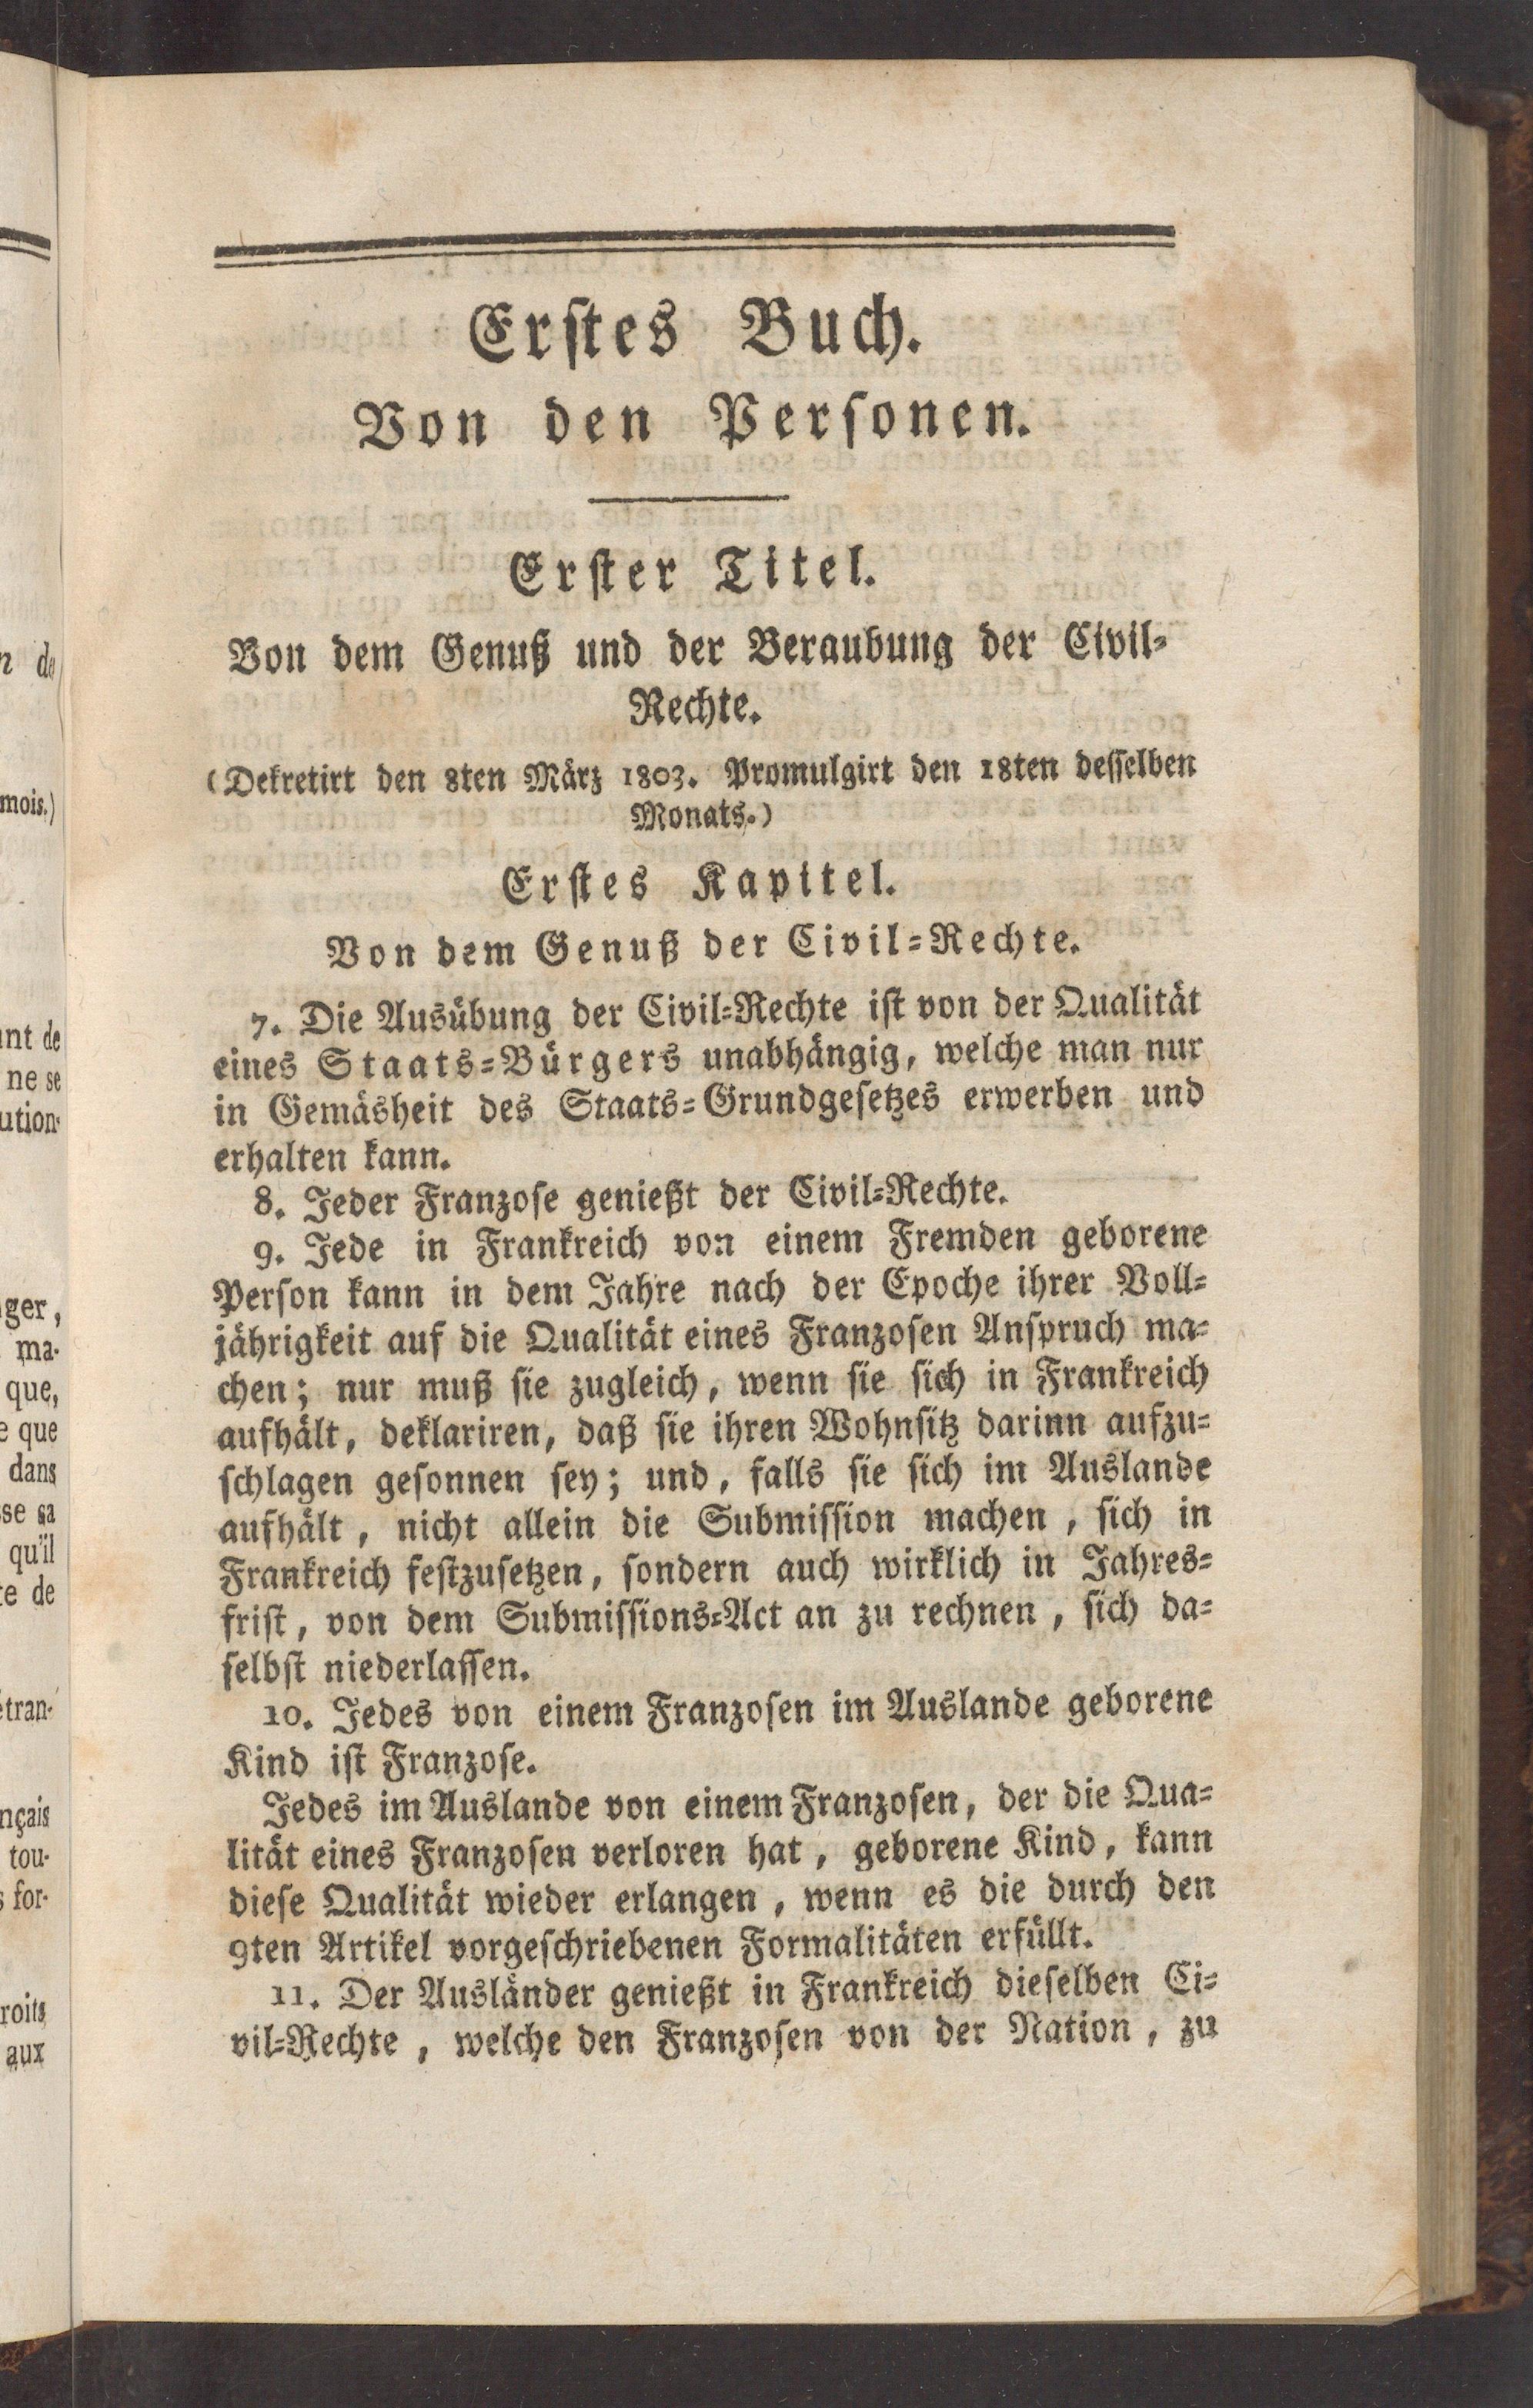 Erstes Buch.
Von den Personen.
Erster Titel.
Von dem Genuß und der Beraubung der Civil-
Rechte.
(Dekretirt den 8ten März 1803. Promulgirt den 18ten desselben
Monats.)
Erstes Kapitel.
Von dem Genuß der Civil-Rechte.
7. Die Ausübung der Civil-Rechte ist von der Qualität
eines Staats-Bürgers unabhängig, welche man nur
in Gemäsheit des Staats-Grundgesetzes erwerben und
erhalten kann.
8. Jeder Franzose genießt der Civil-Rechte.
9. Jede in Frankreich von einem Fremden geborene
Person kann in dem Jahre nach der Epoche ihrer Voll-
jährigkeit auf die Qualität eines Franzosen Anspruch ma-
chen; nur muß sie zugleich, wenn sie sich in Frankreich
aufhält, deklariren, daß sie ihren Wohnsitz darinn aufzu-
schlagen gesonnen sey; und, falls sie sich im Auslande
aufhält, nicht allein die Submission machen, sich in
Frankreich festzusetzen, sondern auch wirklich in Jahres-
frist, von dem Submissions-Act an zu rechnen, sich da-
selbst niederlassen.
10. Jedes von einem Franzosen im Auslande geborene
Kind ist Franzose.
Jedes im Auslande von einem Franzosen, der die Qua-
lität eines Franzosen verloren hat, geborene Kind, kann
diese Qualität wieder erlangen, wenn es die durch den
9ten Artikel vorgeschriebenen Formalitäten erfüllt.
11. Der Ausländer genießt in Frankreich dieselben Ci-
vil-Rechte, welche den Franzosen von der Nation, zu